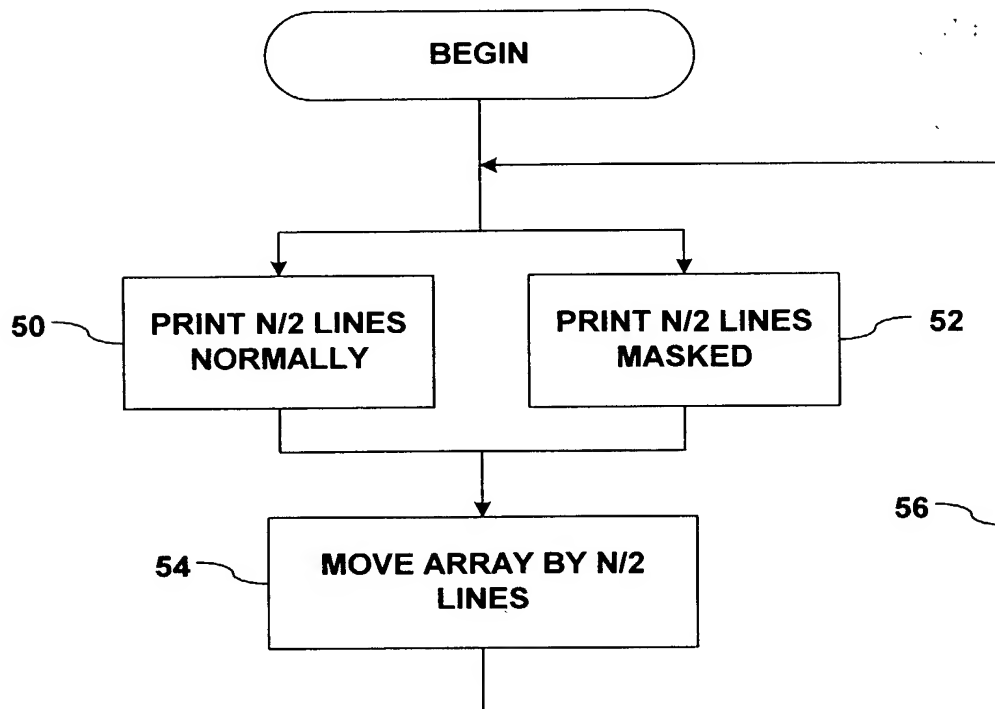 BEGIN
50
PRINT N/2 LINES
NORMALLY
PRINT N/2 LINES
MASKED
52
54
MOVE ARRAY BY N/2
LINES
56